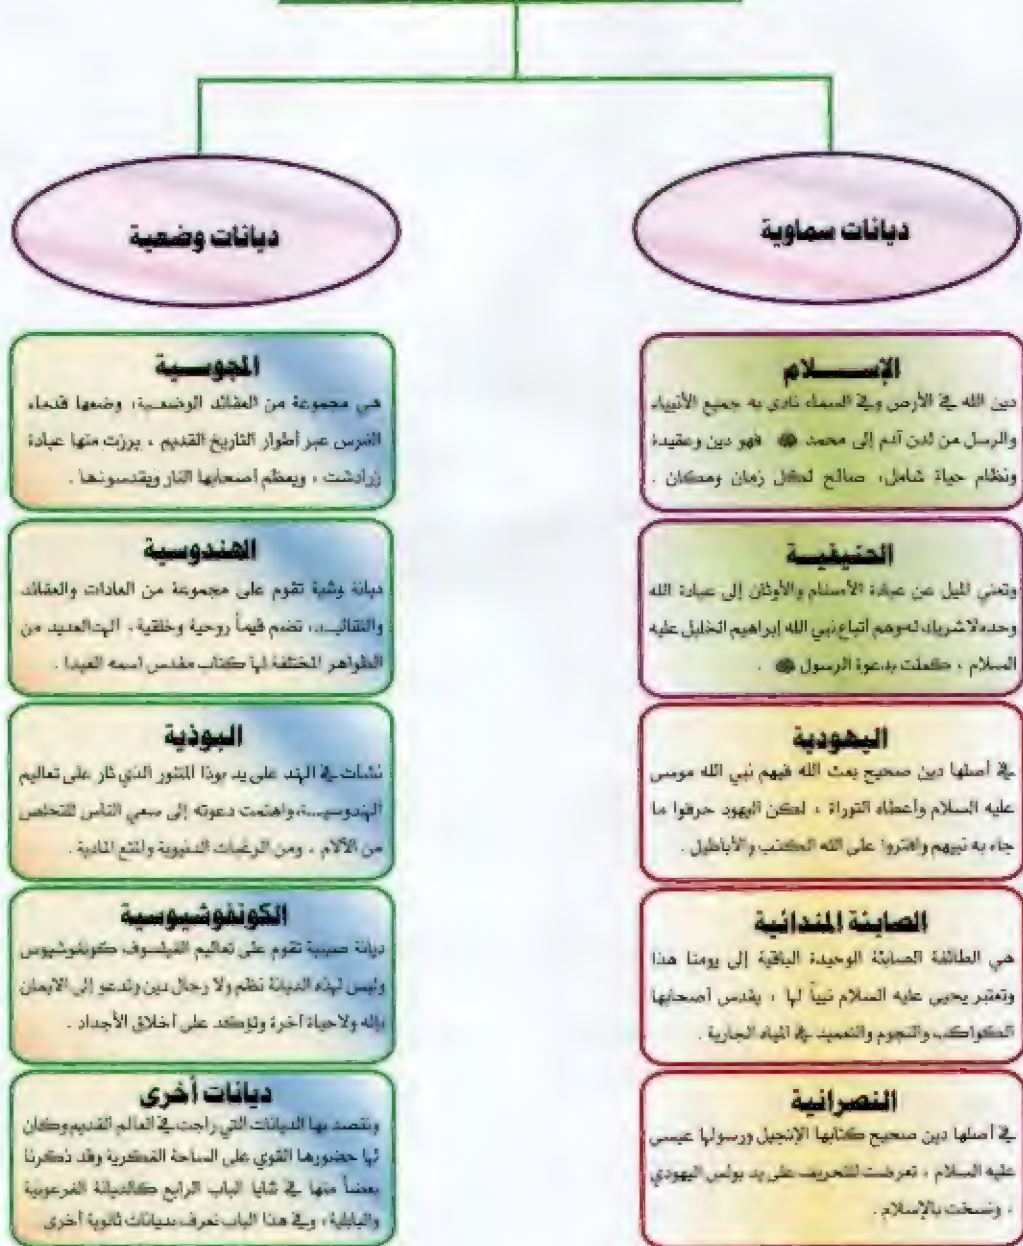 ديانات سماوية
الإســـــلام
دين الله في الأرض وفي السماء نادى به جميع الأنبياء
والرسل من لدن آدم إلى محمد ﷺ فهو دين وعقيدة
ونظام حياة شامل، صالح لكل زمان ومكان .
الحنيفيـــة
وتعني الميل عن عبادة الأصنام والأوثان إلى عبادة الله
وحده لا شريك له وهم أتباع نبي الله إبراهيم الخليل عليه
السلام ، كملت بدعوة الرسول ﷺ .
اليهودية
في أصلها دين صحيح بعث الله فيهم نبي الله موسى
عليه السلام وأعطاه التوراة ، لكن اليهود حرفوا ما
جاء به نبيهم وافتروا على الله الكذب والأباطيل .
الصابئة المندائية
هي الطائفة الصابئة الوحيدة الباقية إلى يومنا هذا
وتعتبر يحيى عليه السلام نبياً لها ، يقدس أصحابها
الكواكب والنجوم والتعميد في المياه الجارية .
النصرانية
في أصلها دين صحيح كتابها الإنجيل ورسولها عيسى
عليه السلام ، تعرضت للتحريف على يد بولس اليهودي
، ونسخت بالإسلام .
ديانات وضعية
المجوسية
هي مجموعة من العقائد الوضعـية، وضعها قدماء
الفرس عبر أطوار التاريخ القديم ، برزت منها عبادة
زرادشت ، ويعظم أصحابها النار ويقدسونها .
الهندوسية
ديانة وثنية تقوم على مجموعة من العادات والعقائد
والتقاليـد، تضم قيماً روحية وخلقية ، العديد من
الظواهر المختلفة لها كتاب مقدس اسمه الفيدا .
البوذية
نشأت في الهند على يد بوذا المتنور الذي ثار على تعاليم
الهندوسيـــة، واهتمت دعوته إلى سعي الناس للتخلص
من الآلام ، ومن الرغبات الدنيوية والمتع المادية .
الكونفوشيوسية
ديانة صينية تقوم على تعاليم الفيلسوف كونفوشيوس
وليس لهذه الديانة نظم ولا رجال دين وتدعو إلى الايمان
بإله ولا حياة آخرة وتؤكد على أخلاق الأجداد .
ديانات أخرى
ونقصد بها الديانات التي راجت في العالم القديم وكان
لها حضورها القوي على الساحة الفكرية وقد ذكرنا
بعضاً منها في ثنايا الباب الرابع كالديانة الفرعونية
والبابلية ، وفي هذا الباب نعرف بديانات ثانوية أخرى